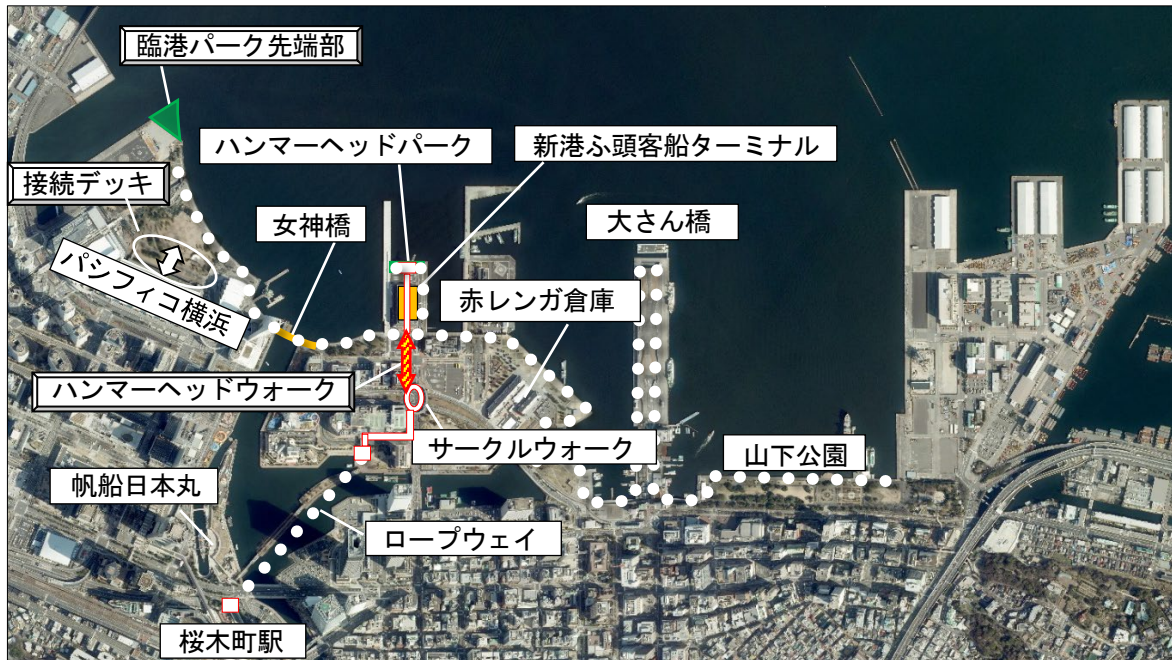 臨港パーク先端部
ハンマーヘッドパーク
新港ふ頭客船ターミナル
接続デッキ
女神橋
大さん橋
パシフィコ横浜
赤レンガ倉庫
ハンマーヘッドウォーク
サークルウォーク
山下公園
帆船日本丸
ロープウェイ
桜木町駅